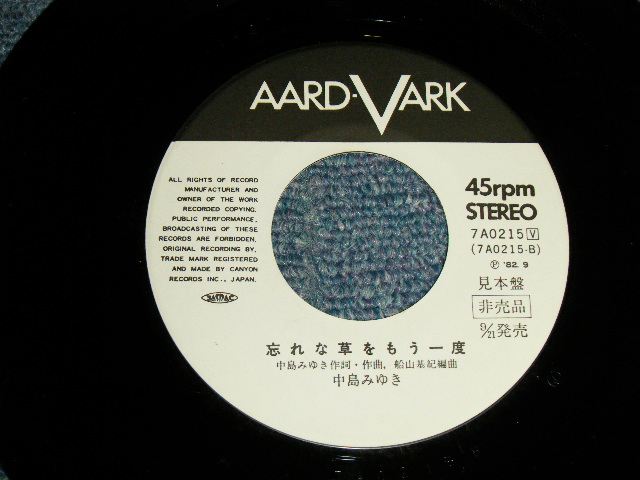 AARD-VARK
ALL RIGHTS OF RECORD
MANUFACTURER AND
OWNER OF THE WORK
RECORDED COPYING,
PUBLIC PERFORMANCE,
BROADCASTING OF THESE
RECORDS ARE FORBIDDEN.
ORIGINAL RECORDING BY,
TRADE MARK REGISTERED
AND MADE BY CANYON
RECORDS INC., JAPAN.
45rpm
STEREO
7A0215 V
(7A0215-B)
Ⓟ '82. 9
見本盤
非売品
9/21発売
忘れな草をもう一度
中島みゆき作詞・作曲, 船山基紀編曲
中島みゆき